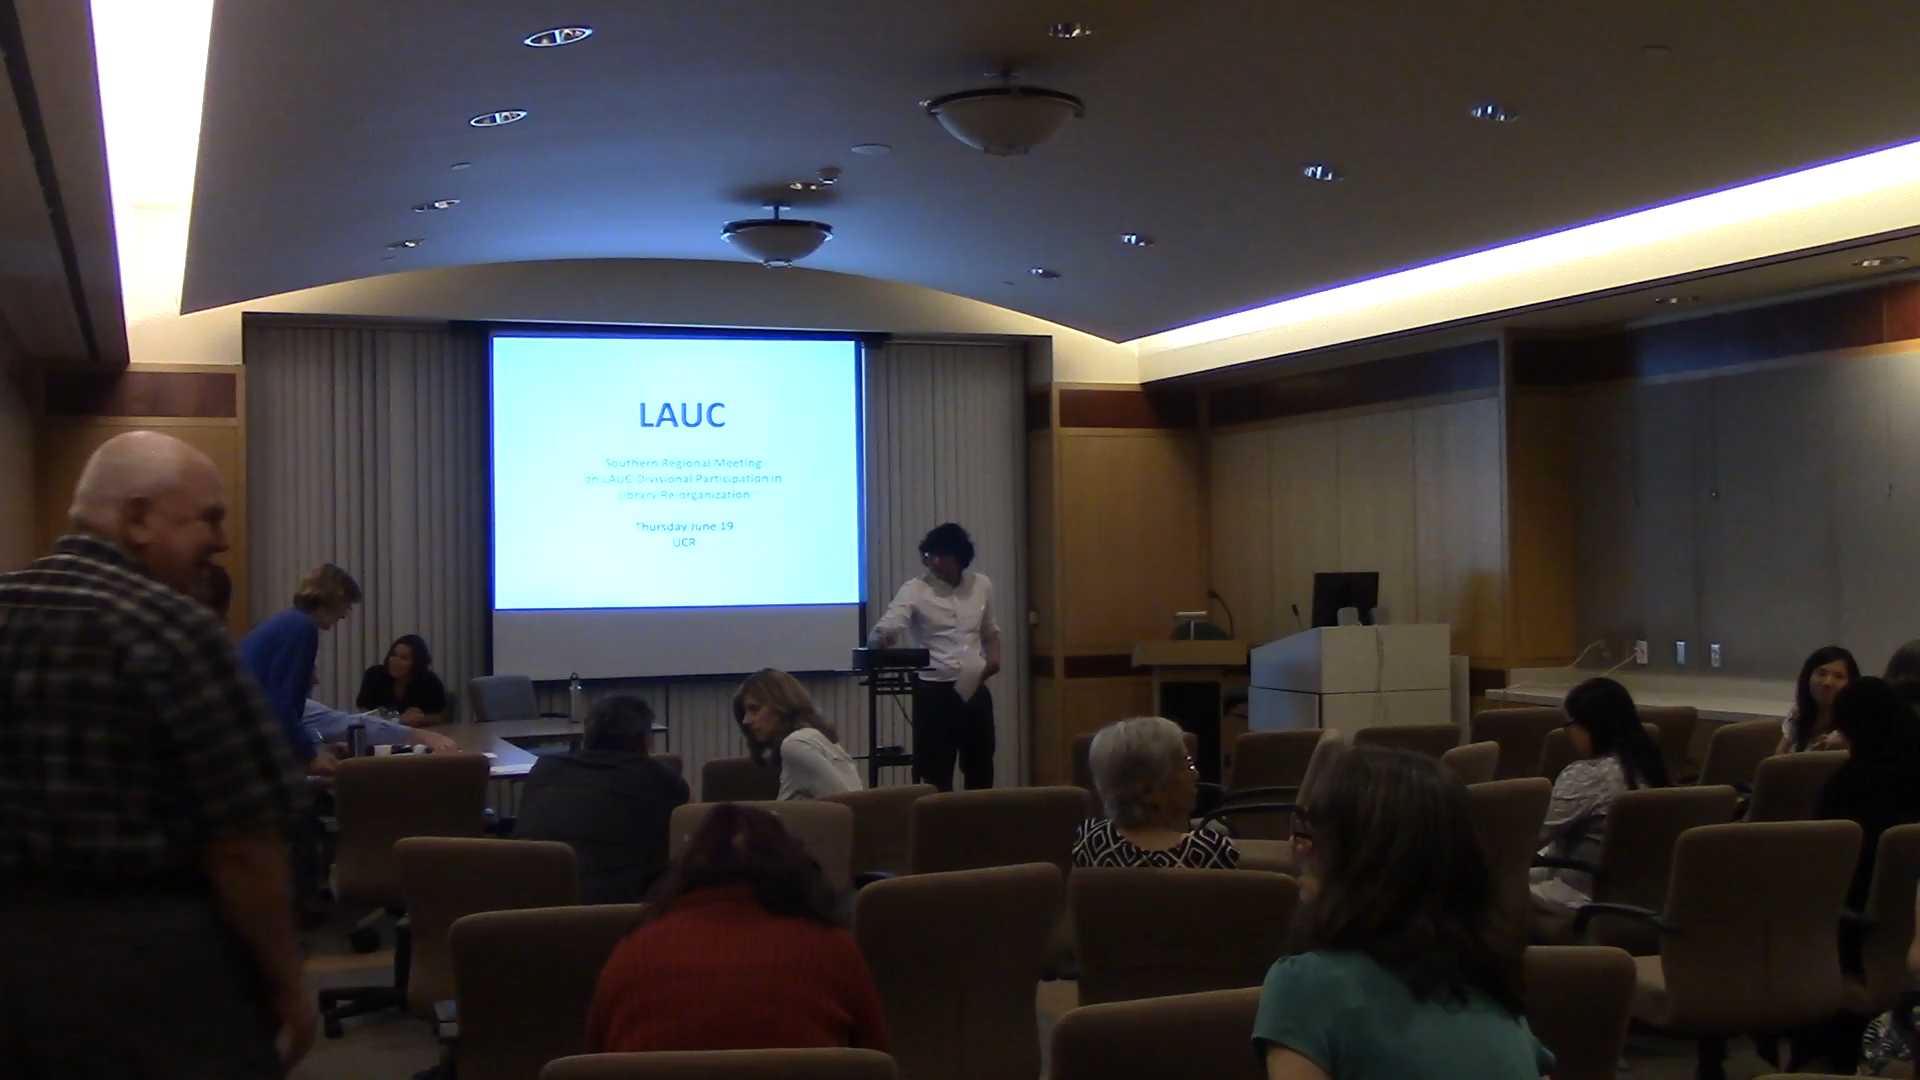 LAUC
Southern Regional Meeting
on LAUC Divisional Participation in
Library Re-organization
Thursday June 19
UCR